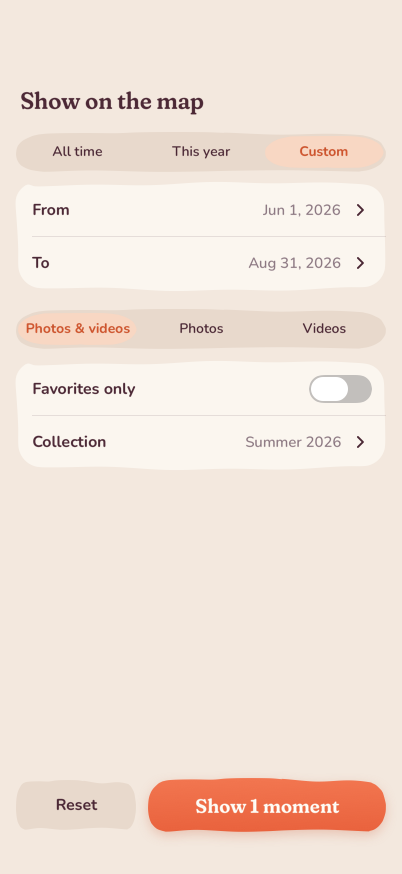 Show on the map
All time This year Custom
From Jun 1, 2026
To Aug 31, 2026
Photos & videos Photos Videos
Favorites only
Collection Summer 2026
Reset Show 1 moment